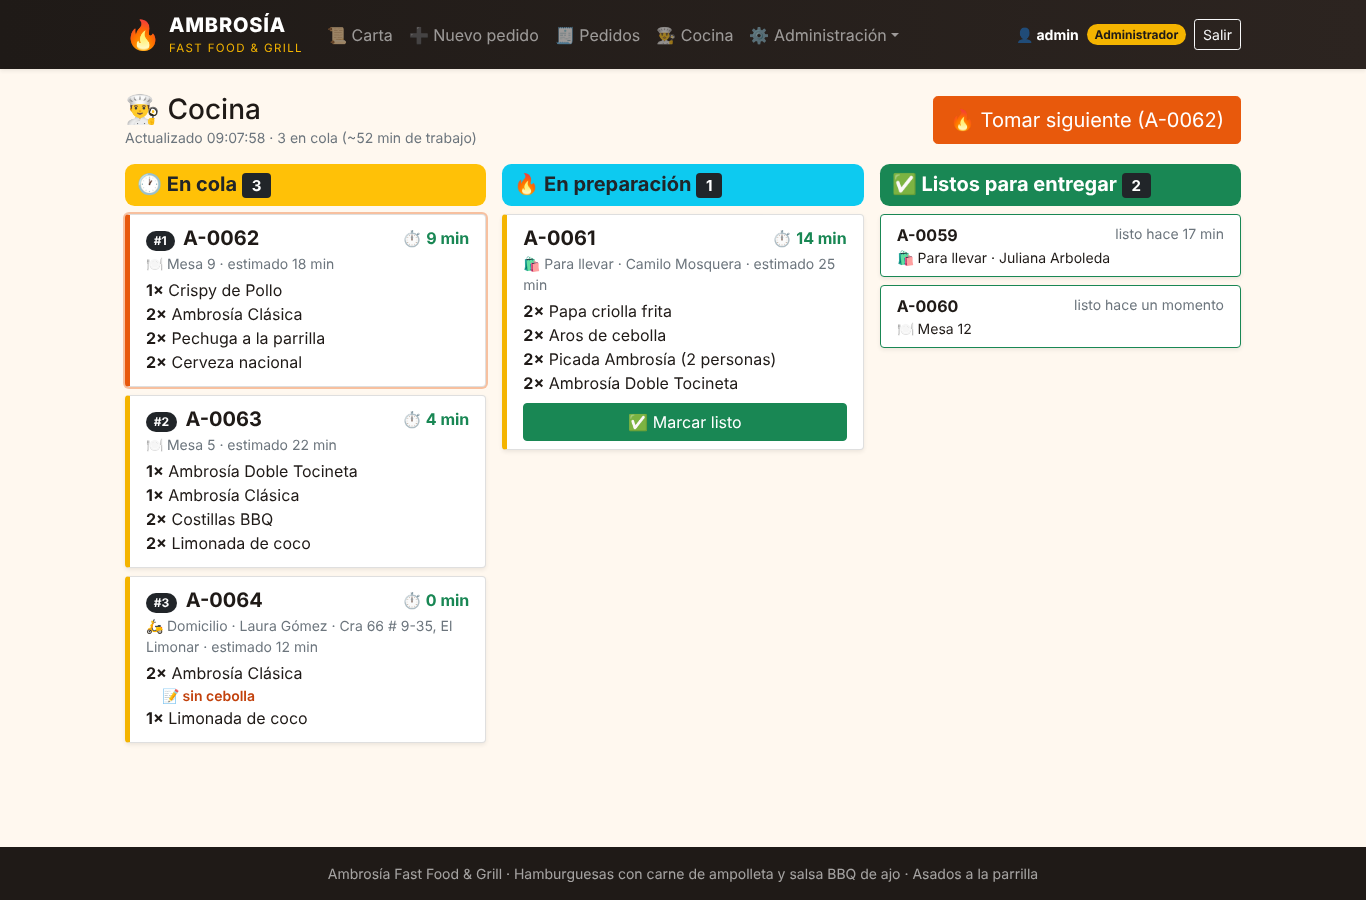 AMBROSÍA
FAST FOOD & GRILL
Carta
Nuevo pedido
Pedidos
Cocina
Administración
admin
Administrador
Salir
Cocina
Actualizado 09:07:58 · 3 en cola (~52 min de trabajo)
Tomar siguiente (A-0062)
En cola 3
#1 A-0062
9 min
Mesa 9 · estimado 18 min
1× Crispy de Pollo
2× Ambrosía Clásica
2× Pechuga a la parrilla
2× Cerveza nacional
#2 A-0063
4 min
Mesa 5 · estimado 22 min
1× Ambrosía Doble Tocineta
1× Ambrosía Clásica
2× Costillas BBQ
2× Limonada de coco
#3 A-0064
0 min
Domicilio · Laura Gómez · Cra 66 # 9-35, El
Limonar · estimado 12 min
2× Ambrosía Clásica
sin cebolla
1× Limonada de coco
En preparación 1
A-0061
14 min
Para llevar · Camilo Mosquera · estimado 25
min
2× Papa criolla frita
2× Aros de cebolla
2× Picada Ambrosía (2 personas)
2× Ambrosía Doble Tocineta
Marcar listo
Listos para entregar 2
A-0059
listo hace 17 min
Para llevar · Juliana Arboleda
A-0060
listo hace un momento
Mesa 12
Ambrosía Fast Food & Grill · Hamburguesas con carne de ampolleta y salsa BBQ de ajo · Asados a la parrilla